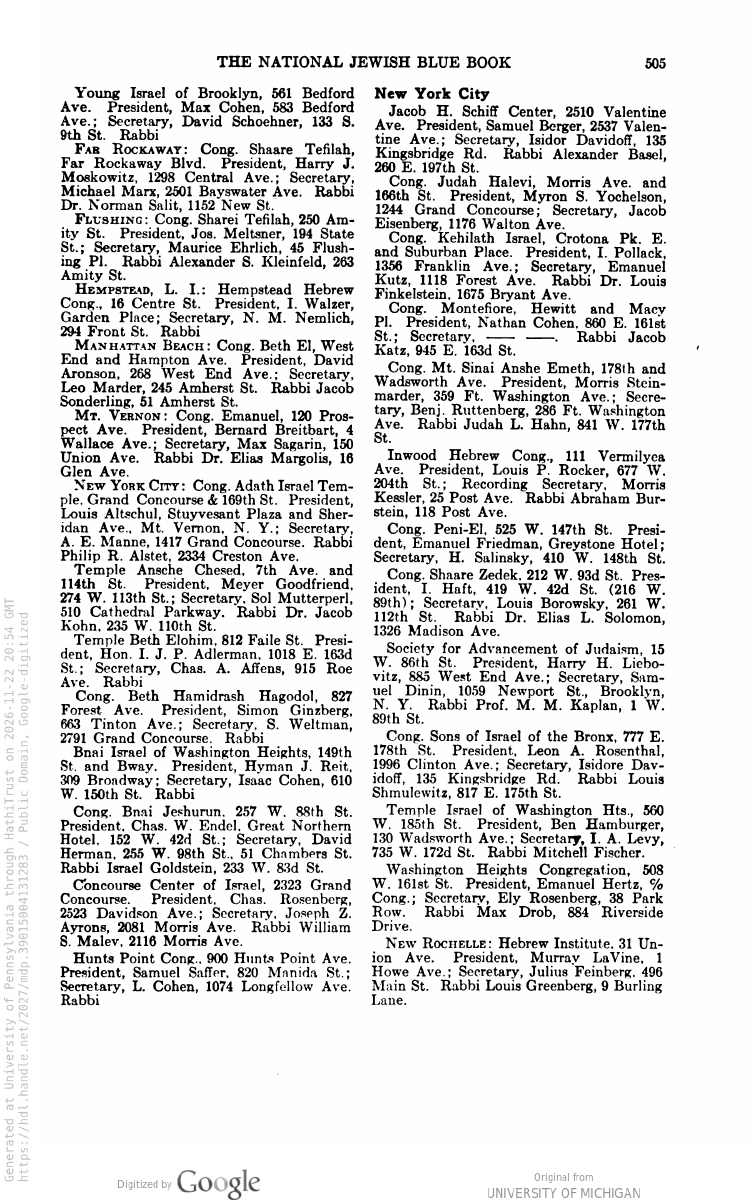 THE NATIONAL JEWISH BLUE BOOK 505
Young Israel of Brooklyn, 561 Bedford
Ave. President, Max Cohen, 583 Bedford
Ave.; Secretary, David Schoehner, 133 S.
9th St. Rabbi
FAR ROCKAWAY: Cong. Shaare Tefilah,
Far Rockaway Blvd. President, Harry J.
Moskowitz, 1298 Central Ave.; Secretary,
Michael Marx, 2501 Bayswater Ave. Rabbi
Dr. Norman Salit, 1152 New St.
FLUSHING: Cong. Sharei Tefilah, 250 Am-
ity St. President, Jos. Meltsner, 194 State
St.; Secretary, Maurice Ehrlich, 45 Flush-
ing Pl. Rabbi Alexander S. Kleinfeld, 263
Amity St.
HEMPSTEAD, L. I.: Hempstead Hebrew
Cong., 16 Centre St. President, I. Walzer,
Garden Place; Secretary, N. M. Nemlich,
294 Front St. Rabbi
MANHATTAN BEACH: Cong. Beth El, West
End and Hampton Ave. President, David
Aronson, 268 West End Ave.; Secretary,
Leo Marder, 245 Amherst St. Rabbi Jacob
Sonderling, 51 Amherst St.
MT. VERNON: Cong. Emanuel, 120 Pros-
pect Ave. President, Bernard Breitbart, 4
Wallace Ave.; Secretary, Max Sagarin, 150
Union Ave. Rabbi Dr. Elias Margolis, 16
Glen Ave.
NEW YORK CITY: Cong. Adath Israel Tem-
ple, Grand Concourse & 169th St. President,
Louis Altschul, Stuyvesant Plaza and Sher-
idan Ave., Mt. Vernon, N. Y.; Secretary,
A. E. Manne, 1417 Grand Concourse. Rabbi
Philip R. Alstet, 2334 Creston Ave.
Temple Ansche Chesed, 7th Ave. and
114th St. President, Meyer Goodfriend,
274 W. 113th St.; Secretary, Sol Mutterperl,
510 Cathedral Parkway. Rabbi Dr. Jacob
Kohn, 235 W. 110th St.
Temple Beth Elohim, 812 Faile St. Presi-
dent, Hon. I. J. P. Adlerman, 1018 E. 163d
St.; Secretary, Chas. A. Affens, 915 Roe
Ave. Rabbi
Cong. Beth Hamidrash Hagodol, 827
Forest Ave. President, Simon Ginzberg,
663 Tinton Ave.; Secretary, S. Weltman,
2791 Grand Concourse. Rabbi
Bnai Israel of Washington Heights, 149th
St. and Bway. President, Hyman J. Reit,
309 Broadway; Secretary, Isaac Cohen, 610
W. 150th St. Rabbi
Cong. Bnai Jeshurun, 257 W. 88th St.
President, Chas. W. Endel, Great Northern
Hotel, 152 W. 42d St.; Secretary, David
Herman, 255 W. 98th St., 51 Chambers St.
Rabbi Israel Goldstein, 233 W. 83d St.
Concourse Center of Israel, 2323 Grand
Concourse. President, Chas. Rosenberg,
2523 Davidson Ave.; Secretary, Joseph Z.
Ayrons, 2081 Morris Ave. Rabbi William
S. Malev, 2116 Morris Ave.
Hunts Point Cong., 900 Hunts Point Ave.
President, Samuel Saffer, 820 Manida St.;
Secretary, L. Cohen, 1074 Longfellow Ave.
Rabbi
New York City
Jacob H. Schiff Center, 2510 Valentine
Ave. President, Samuel Berger, 2537 Valen-
tine Ave.; Secretary, Isidor Davidoff, 135
Kingsbridge Rd. Rabbi Alexander Basel,
260 E. 197th St.
Cong. Judah Halevi, Morris Ave. and
166th St. President, Myron S. Yochelson,
1244 Grand Concourse; Secretary, Jacob
Eisenberg, 1176 Walton Ave.
Cong. Kehilath Israel, Crotona Pk. E.
and Suburban Place. President, I. Pollack,
1356 Franklin Ave.; Secretary, Emanuel
Kutz, 1118 Forest Ave. Rabbi Dr. Louis
Finkelstein, 1675 Bryant Ave.
Cong. Montefiore, Hewitt and Macy
Pl. President, Nathan Cohen, 860 E. 161st
St.; Secretary, —— ——. Rabbi Jacob
Katz, 945 E. 163d St.
Cong. Mt. Sinai Anshe Emeth, 178th and
Wadsworth Ave. President, Morris Stein-
marder, 359 Ft. Washington Ave.; Secre-
tary, Benj. Ruttenberg, 286 Ft. Washington
Ave. Rabbi Judah L. Hahn, 841 W. 177th
St.
Inwood Hebrew Cong., 111 Vermilyea
Ave. President, Louis P. Rocker, 677 W.
204th St.; Recording Secretary, Morris
Kessler, 25 Post Ave. Rabbi Abraham Bur-
stein, 118 Post Ave.
Cong. Peni-El, 525 W. 147th St. Presi-
dent, Emanuel Friedman, Greystone Hotel;
Secretary, H. Salinsky, 410 W. 148th St.
Cong. Shaare Zedek, 212 W. 93d St. Pres-
ident, I. Haft, 419 W. 42d St. (216 W.
89th); Secretary, Louis Borowsky, 261 W.
112th St. Rabbi Dr. Elias L. Solomon,
1326 Madison Ave.
Society for Advancement of Judaism, 15
W. 86th St. President, Harry H. Liebo-
vitz, 885 West End Ave.; Secretary, Sam-
uel Dinin, 1059 Newport St., Brooklyn,
N. Y. Rabbi Prof. M. M. Kaplan, 1 W.
89th St.
Cong. Sons of Israel of the Bronx, 777 E.
178th St. President, Leon A. Rosenthal,
1996 Clinton Ave.; Secretary, Isidore Dav-
idoff, 135 Kingsbridge Rd. Rabbi Louis
Shmulewitz, 817 E. 175th St.
Temple Israel of Washington Hts., 560
W. 185th St. President, Ben Hamburger,
130 Wadsworth Ave.; Secretary, I. A. Levy,
735 W. 172d St. Rabbi Mitchell Fischer.
Washington Heights Congregation, 508
W. 161st St. President, Emanuel Hertz, %
Cong.; Secretary, Ely Rosenberg, 38 Park
Row. Rabbi Max Drob, 884 Riverside
Drive.
NEW ROCHELLE: Hebrew Institute, 31 Un-
ion Ave. President, Murray LaVine, 1
Howe Ave.; Secretary, Julius Feinberg, 496
Main St. Rabbi Louis Greenberg, 9 Burling
Lane.
Generated at University of Pennsylvania through HathiTrust on 2026-11-22 20:54 GMT
https://hdl.handle.net/2027/mdp.39015004131283 / Public Domain, Google-digitized
Digitized by Google
Original from
UNIVERSITY OF MICHIGAN